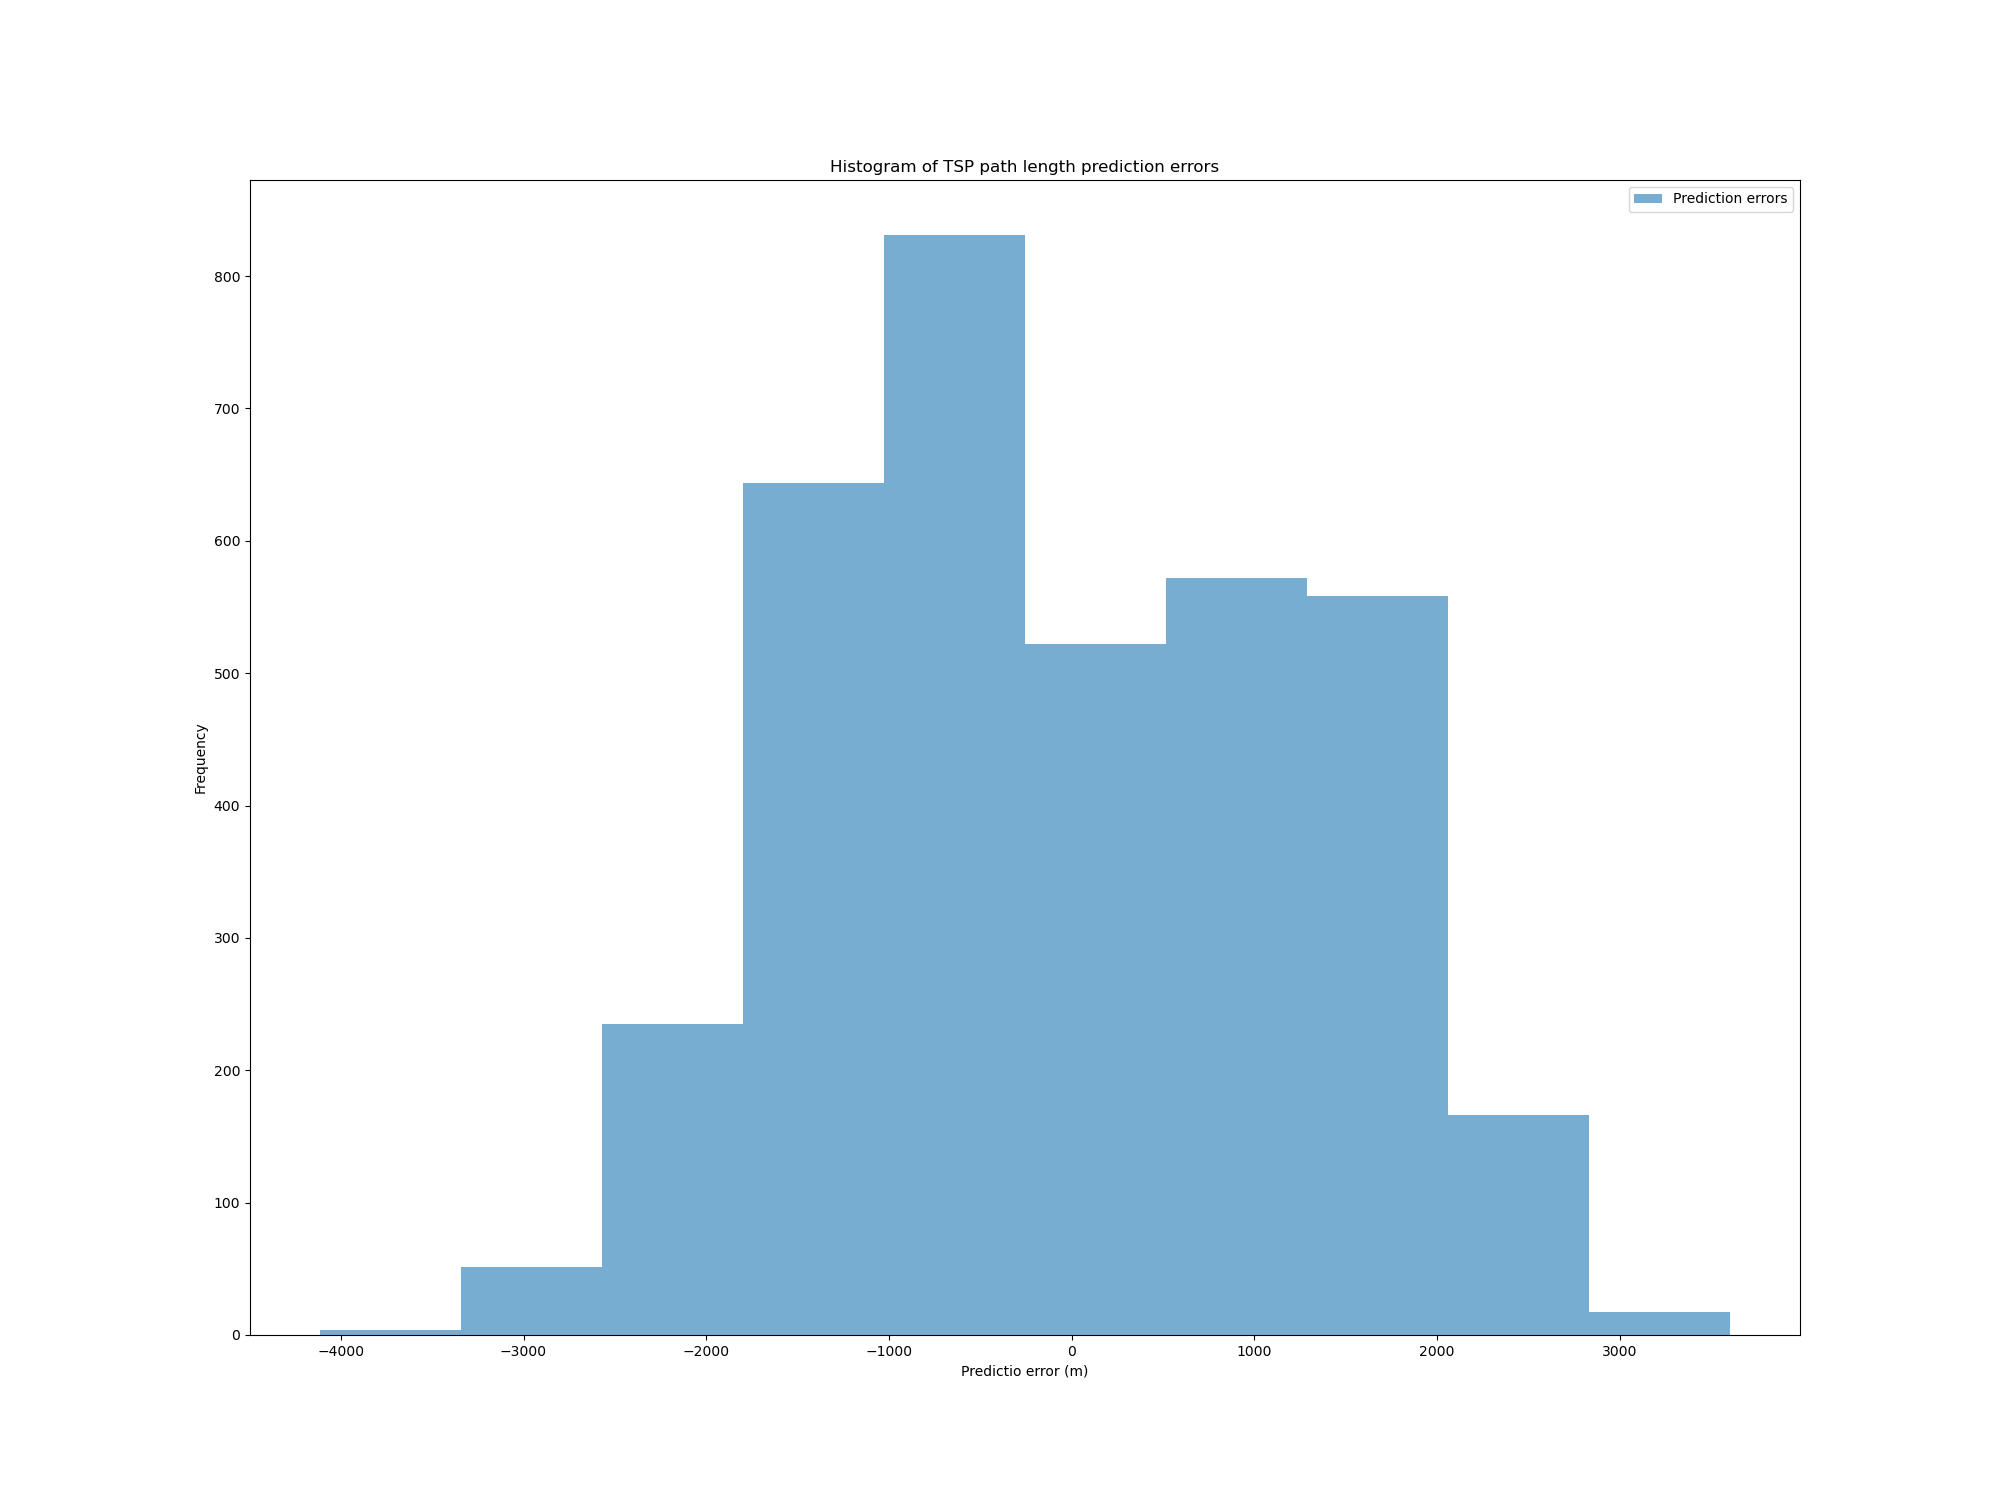 Histogram of TSP path length prediction errors
Prediction errors
800
700
600
500
400
300
200
100
0
Frequency
−4000 −3000 −2000 −1000 0 1000 2000 3000
Predictio error (m)